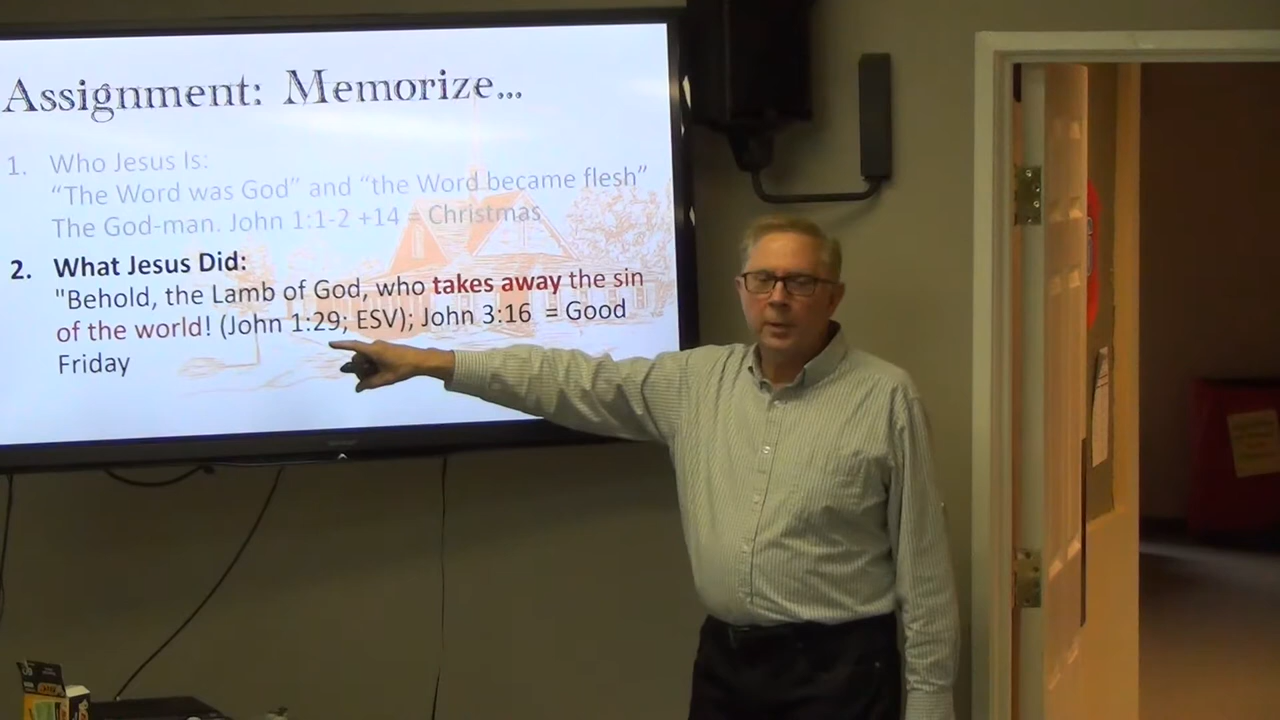 Assignment: Memorize...
1. Who Jesus Is:
“The Word was God” and “the Word became flesh”
The God-man. John 1:1-2 +14 = Christmas
2. What Jesus Did:
"Behold, the Lamb of God, who takes away the sin
of the world! (John 1:29; ESV); John 3:16 = Good
Friday